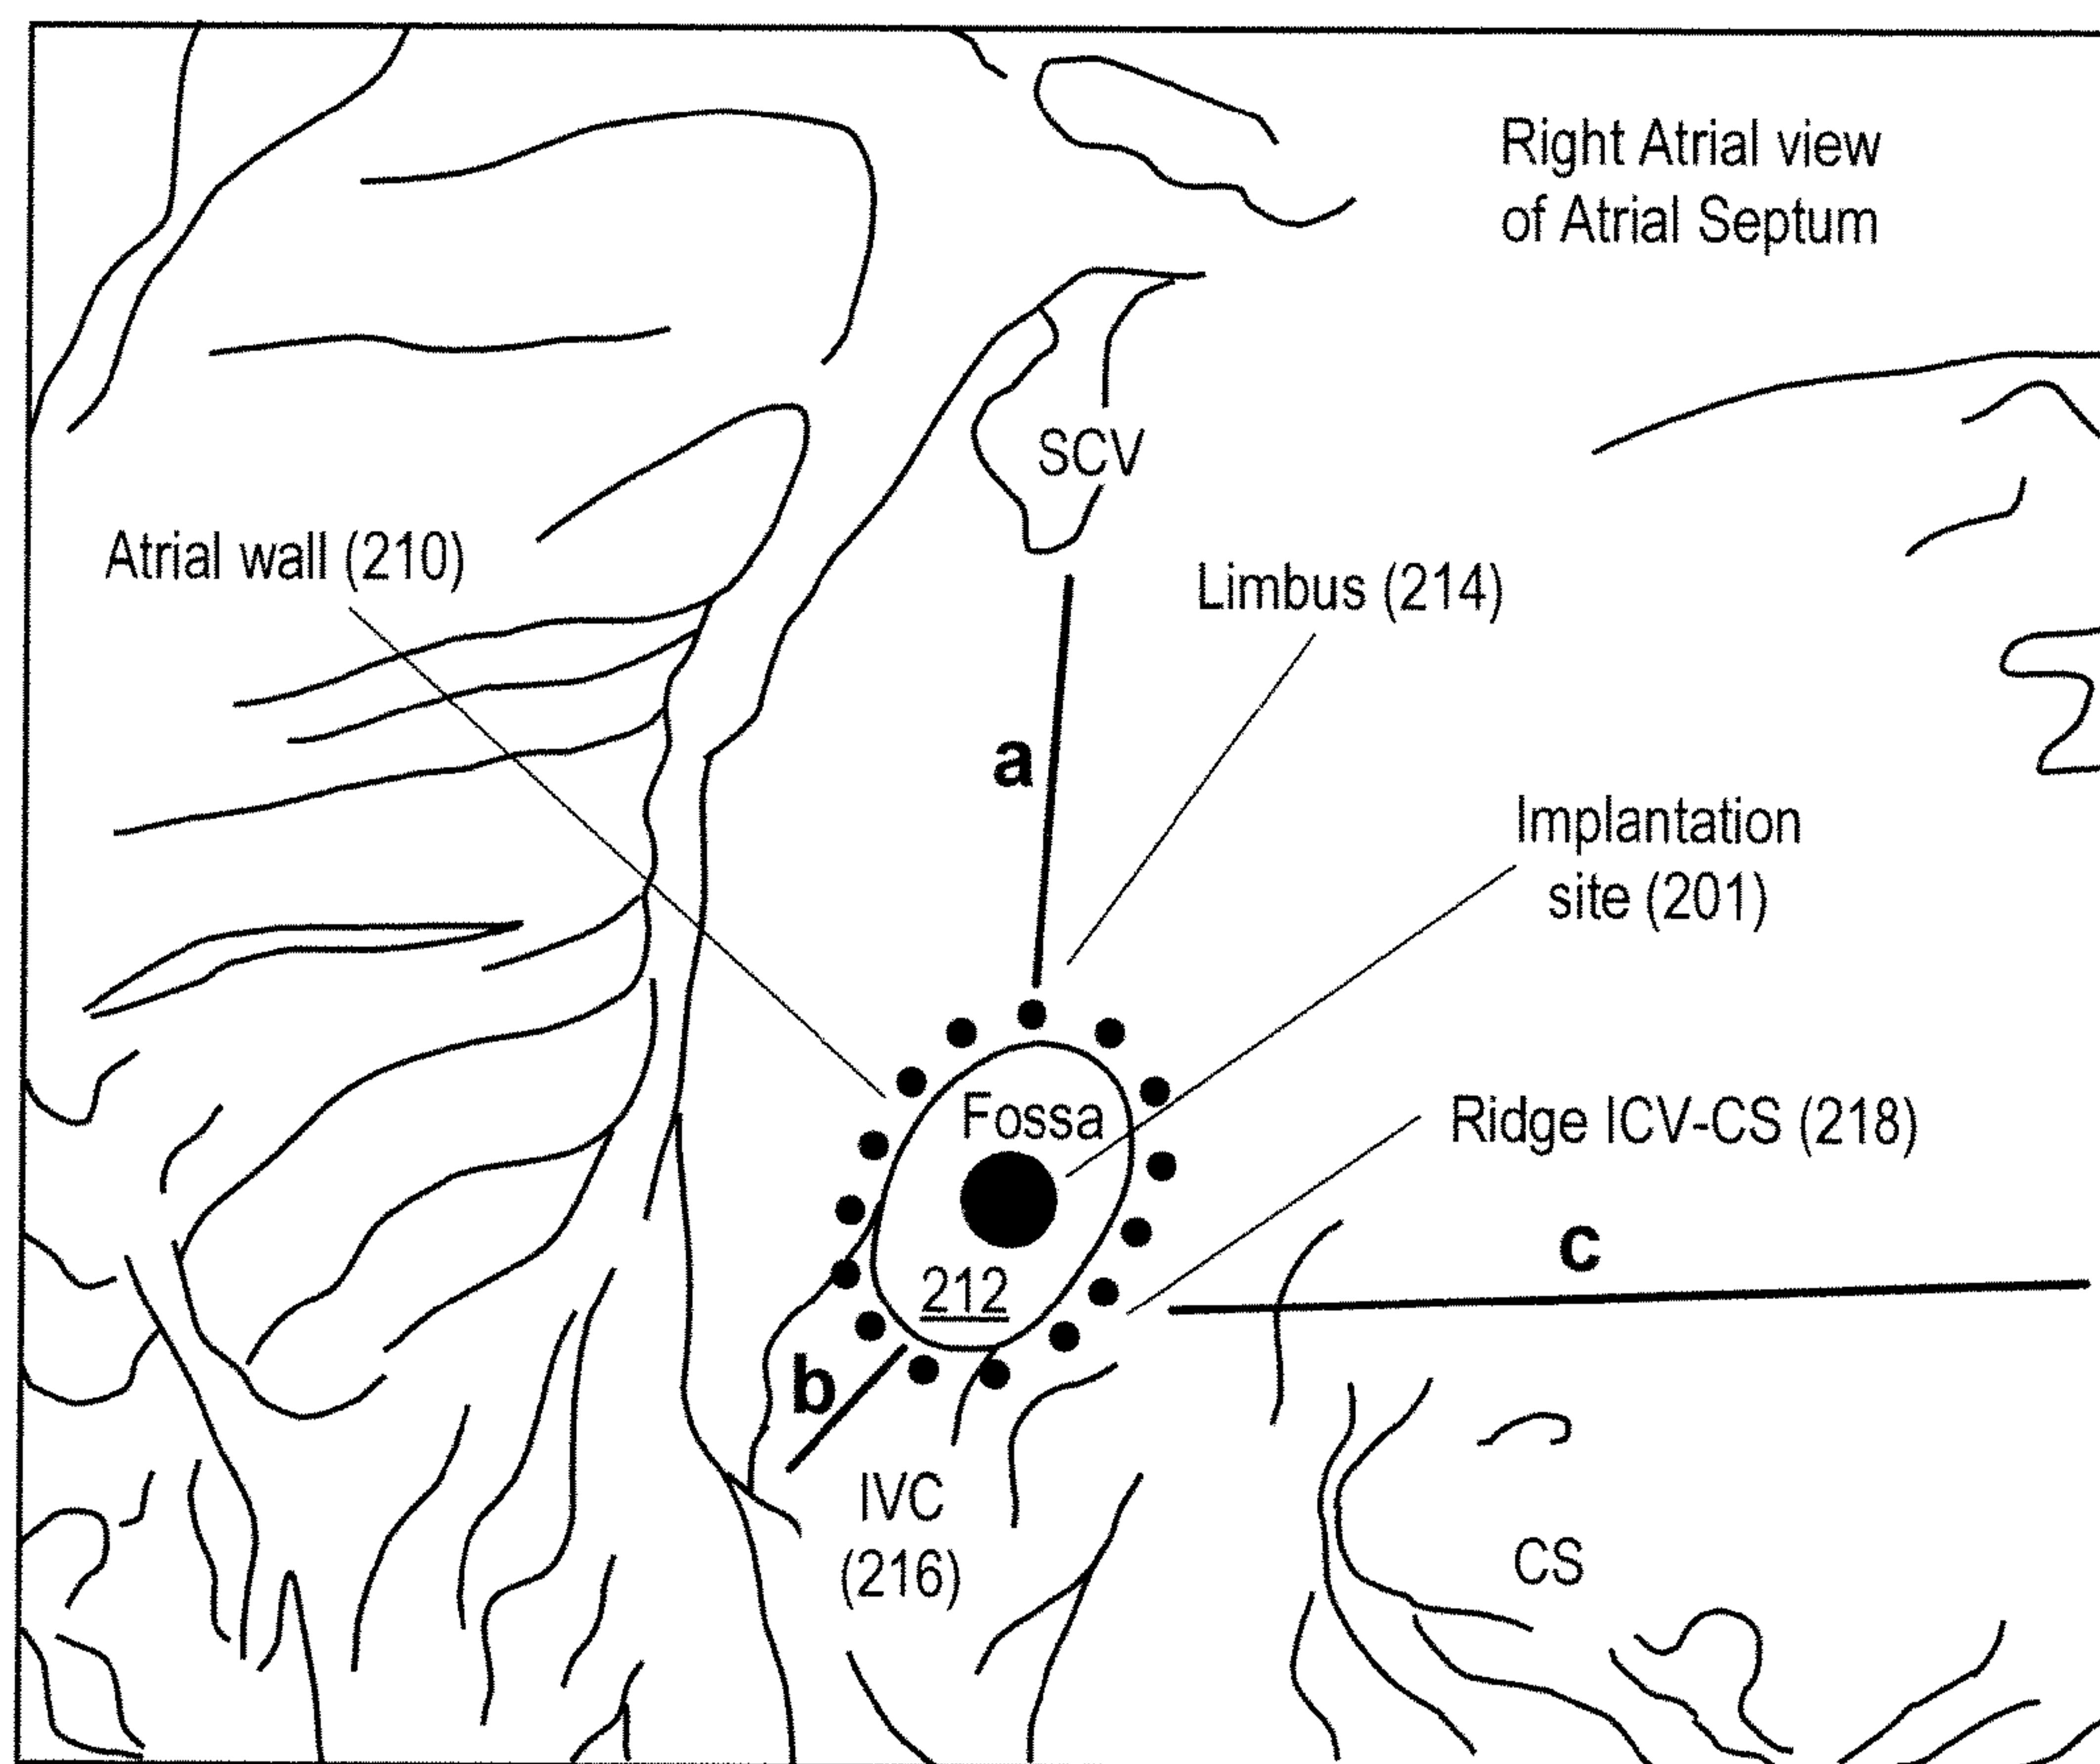 Right Atrial view
of Atrial Septum
SCV
Atrial wall (210)
Limbus (214)
a
Implantation
site (201)
Fossa
Ridge ICV-CS (218)
c
212
b
IVC
(216)
CS